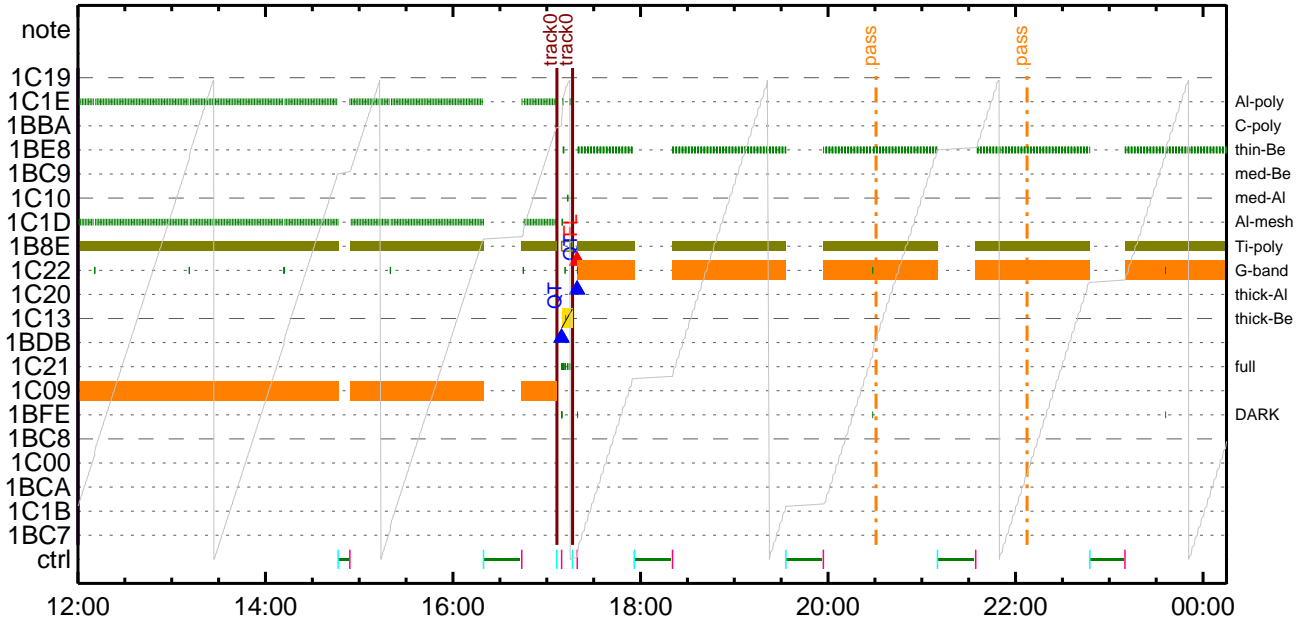 note
track0
track0
pass
pass
1C19
1C1E Al-poly
1BBA C-poly
1BE8 thin-Be
1BC9 med-Be
1C10 med-Al
1C1D Al-mesh
1B8E Ti-poly
1C22 G-band
1C20 thick-Al
1C13 thick-Be
1BDB
1C21 full
1C09
1BFE DARK
1BC8
1C00
1BCA
1C1B
1BC7
ctrl
QT
12:00 14:00 16:00 18:00 20:00 22:00 00:00